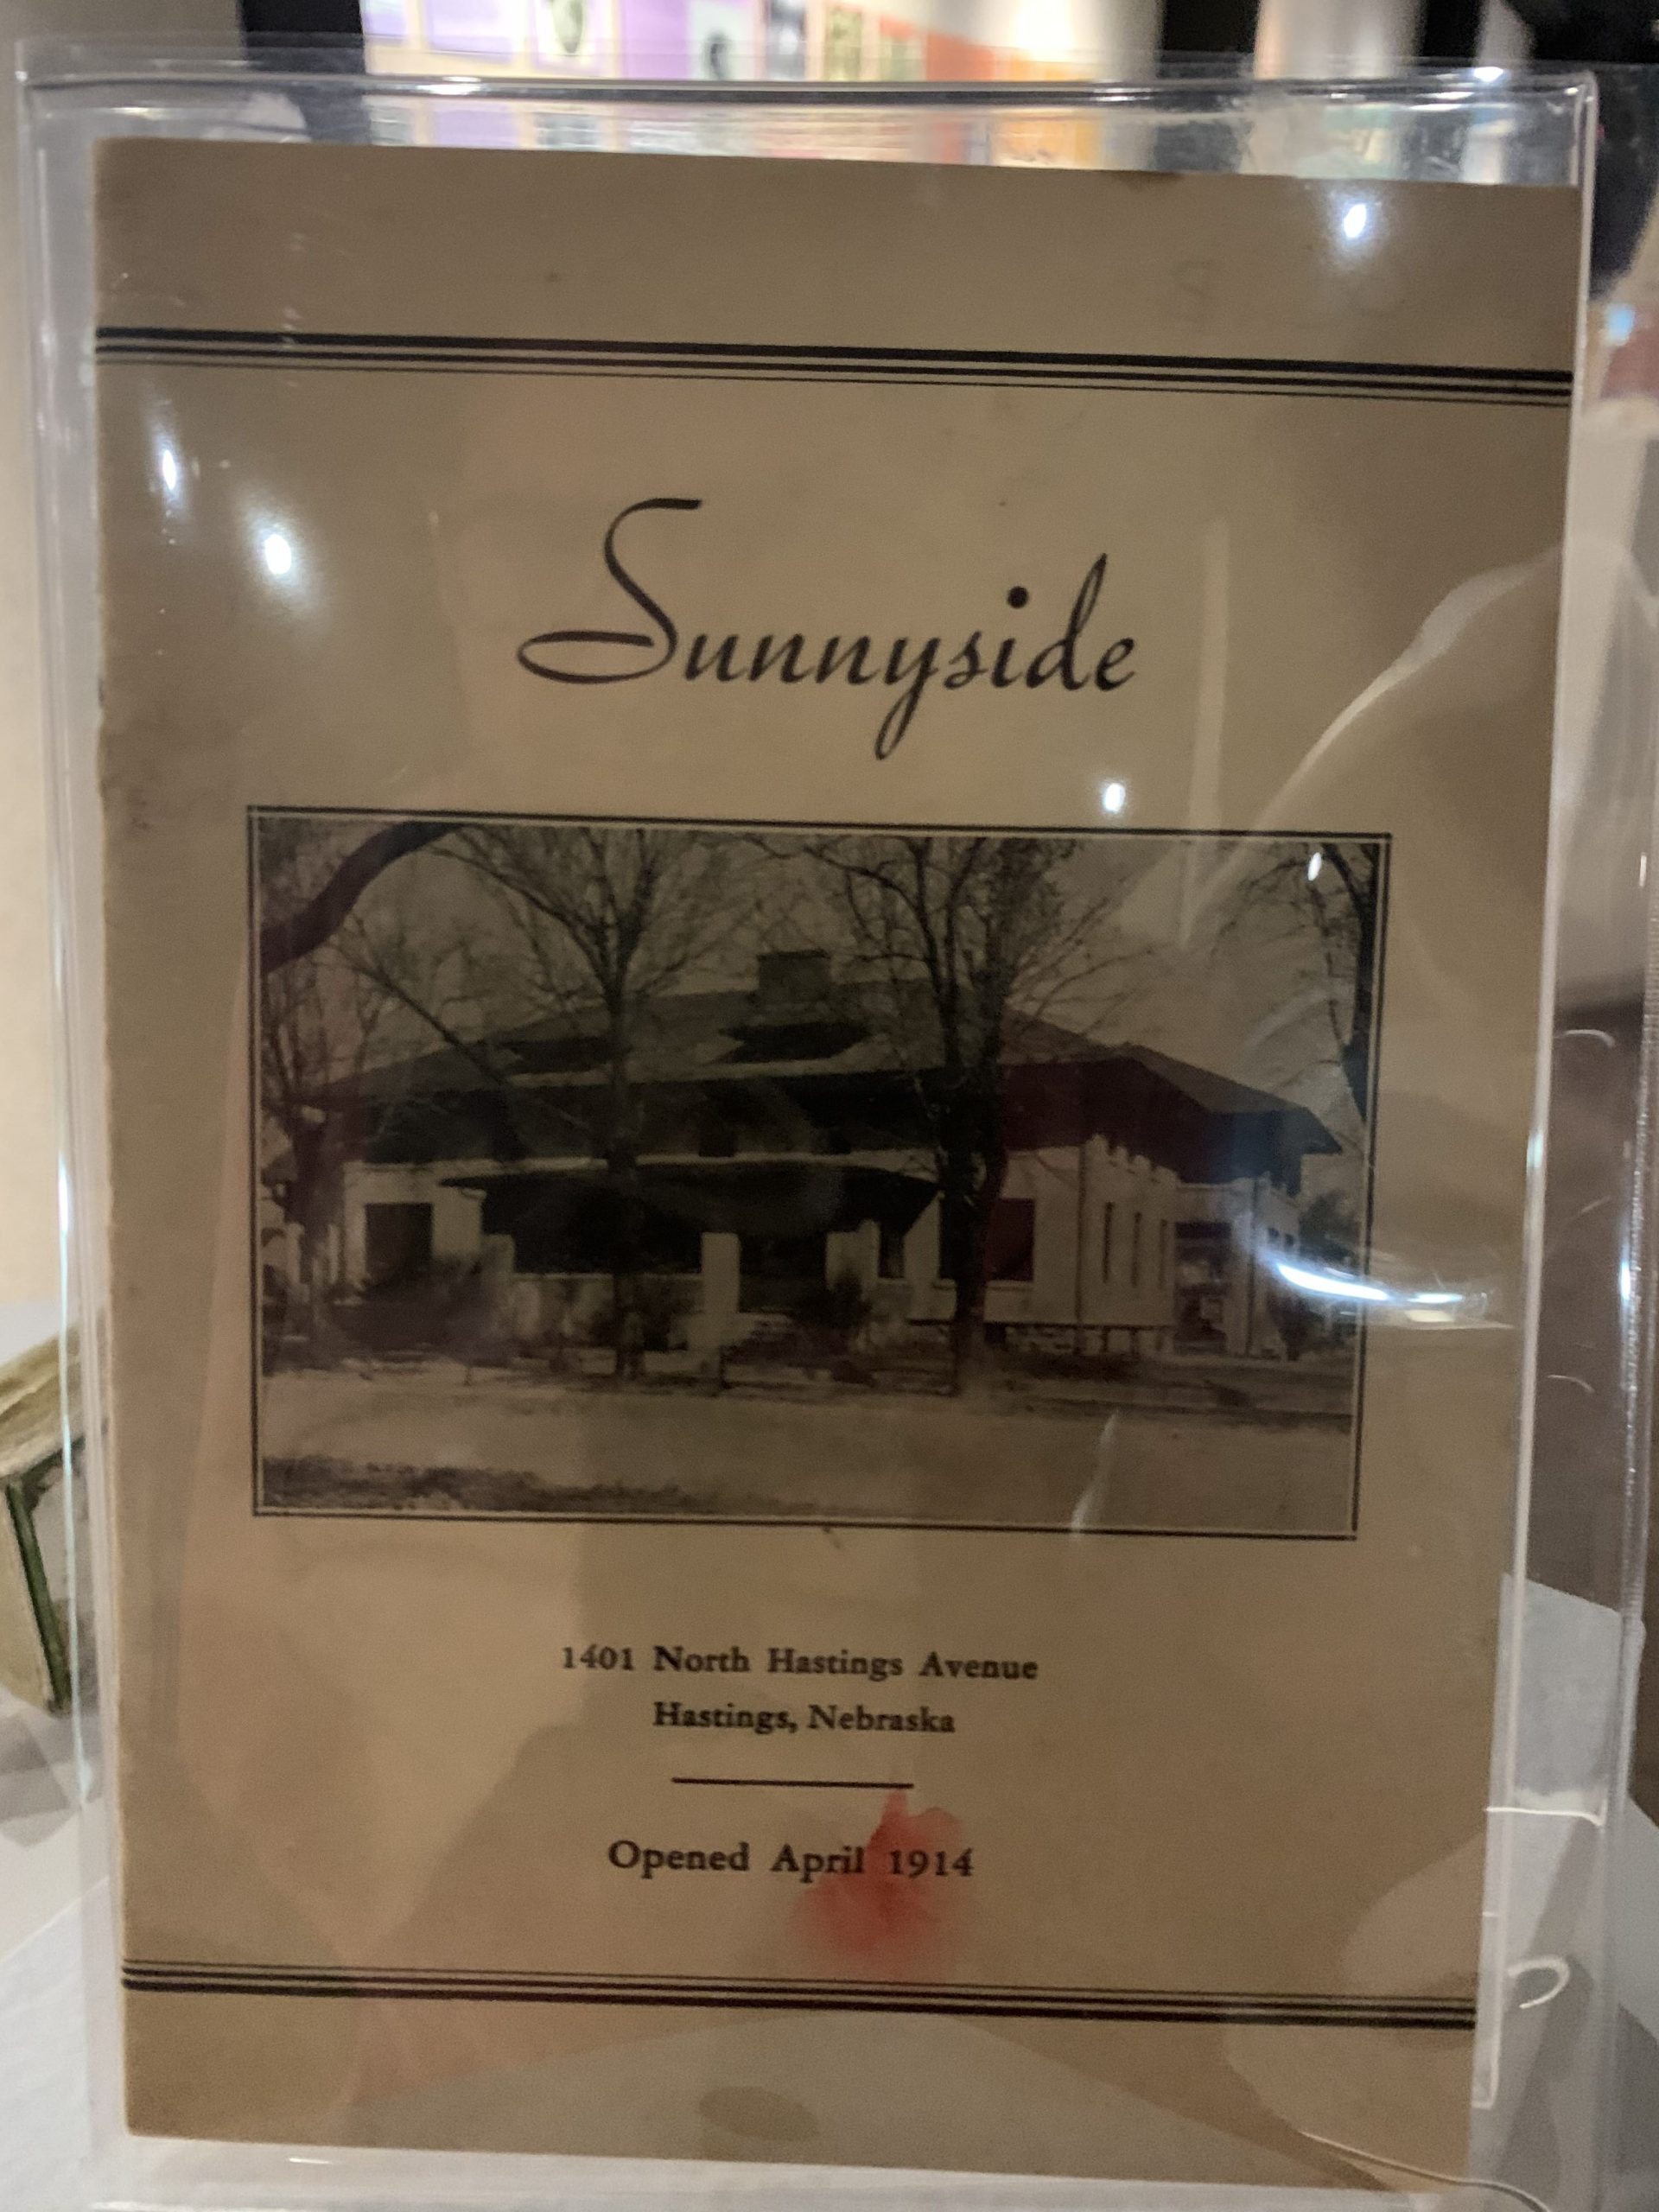 Sunnyside
1401 North Hastings Avenue
Hastings, Nebraska
Opened April 1914